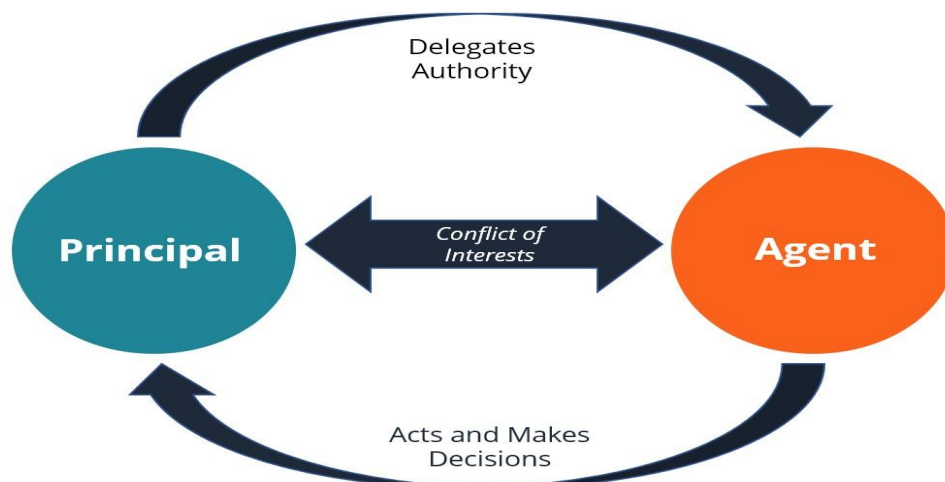 Delegates
Authority
Principal
Conflict of
Interests
Agent
Acts and Makes
Decisions